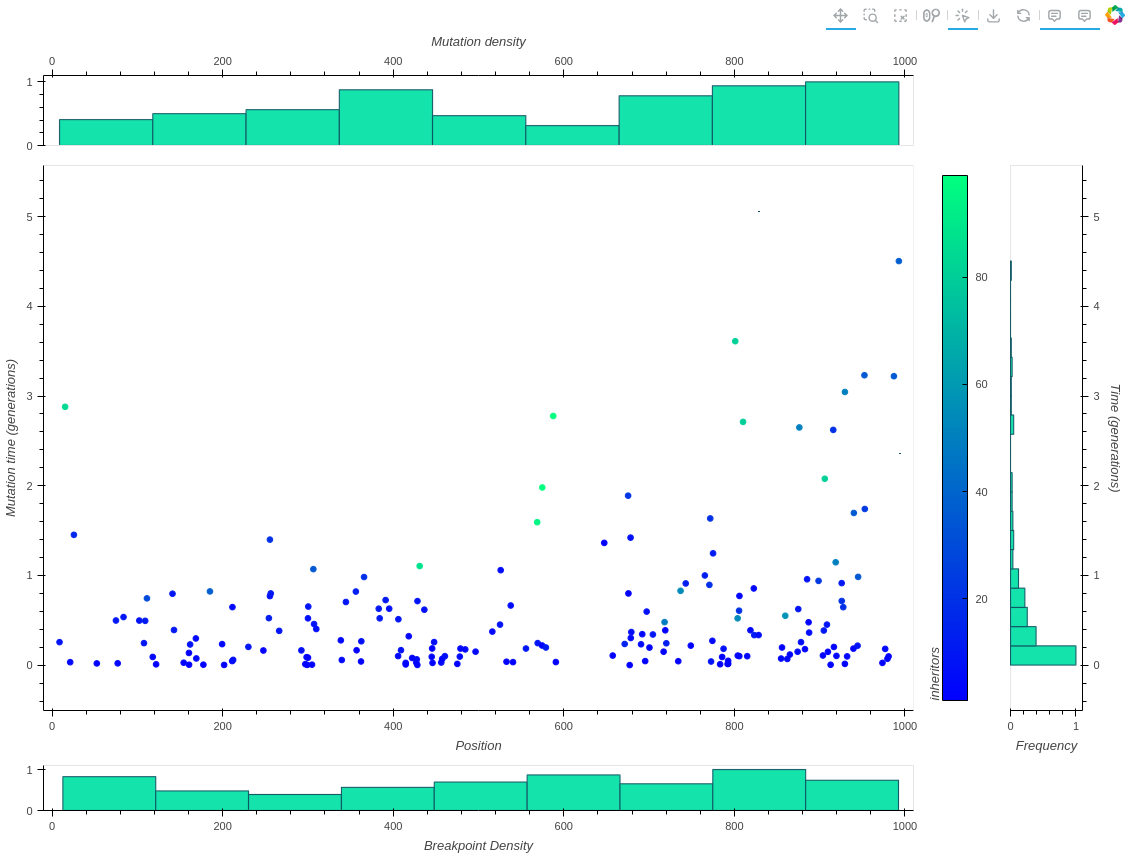 Mutation density
0 200 400 600 800 1000
1
0
Mutation time (generations)
5
4
3
2
1
0
0 200 400 600 800 1000
Position
80
60
40
20
inheritors
5
4
3
2
1
0
Time (generations)
0 1
Frequency
1
0
0 200 400 600 800 1000
Breakpoint Density